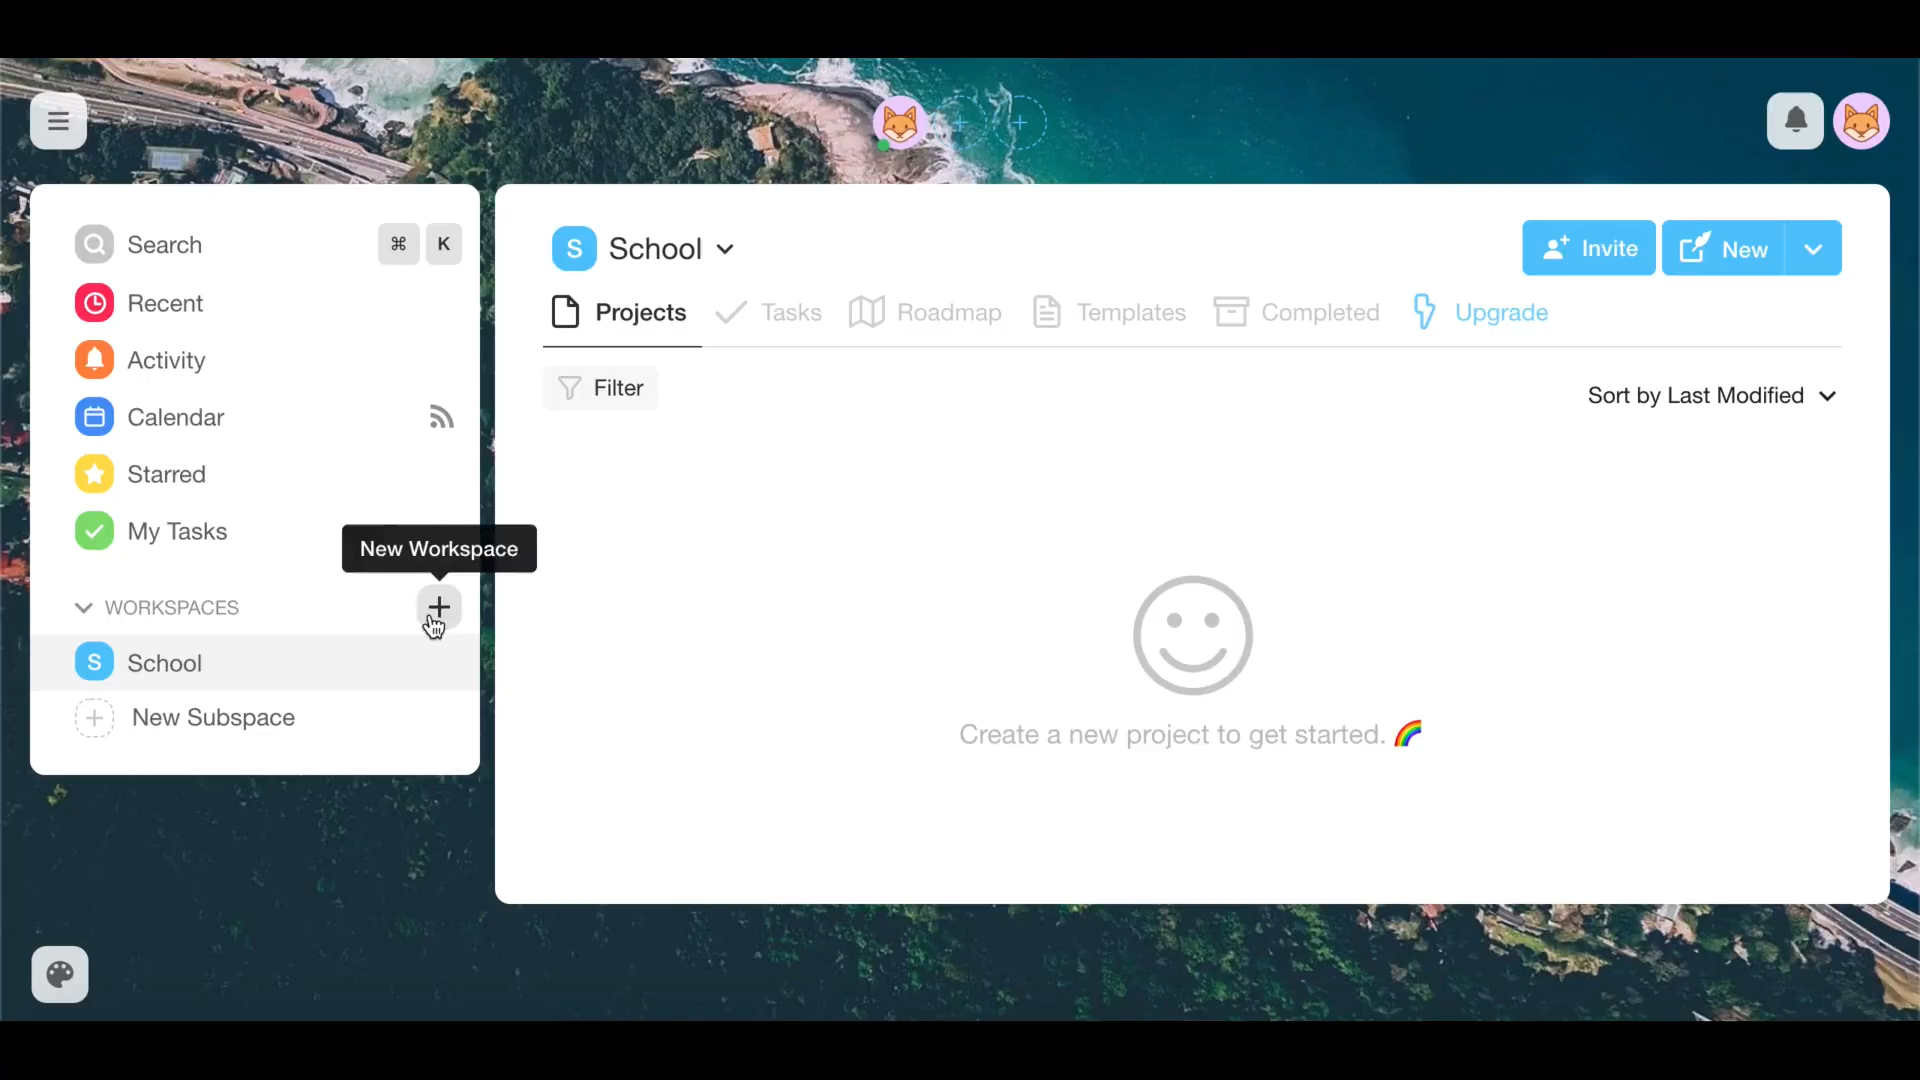 Search ⌘ K
Recent
Activity
Calendar
Starred
My Tasks
New Workspace
WORKSPACES
S School
New Subspace
S School
Invite
New
Projects
Tasks
Roadmap
Templates
Completed
Upgrade
Filter
Sort by Last Modified
Create a new project to get started. 🌈